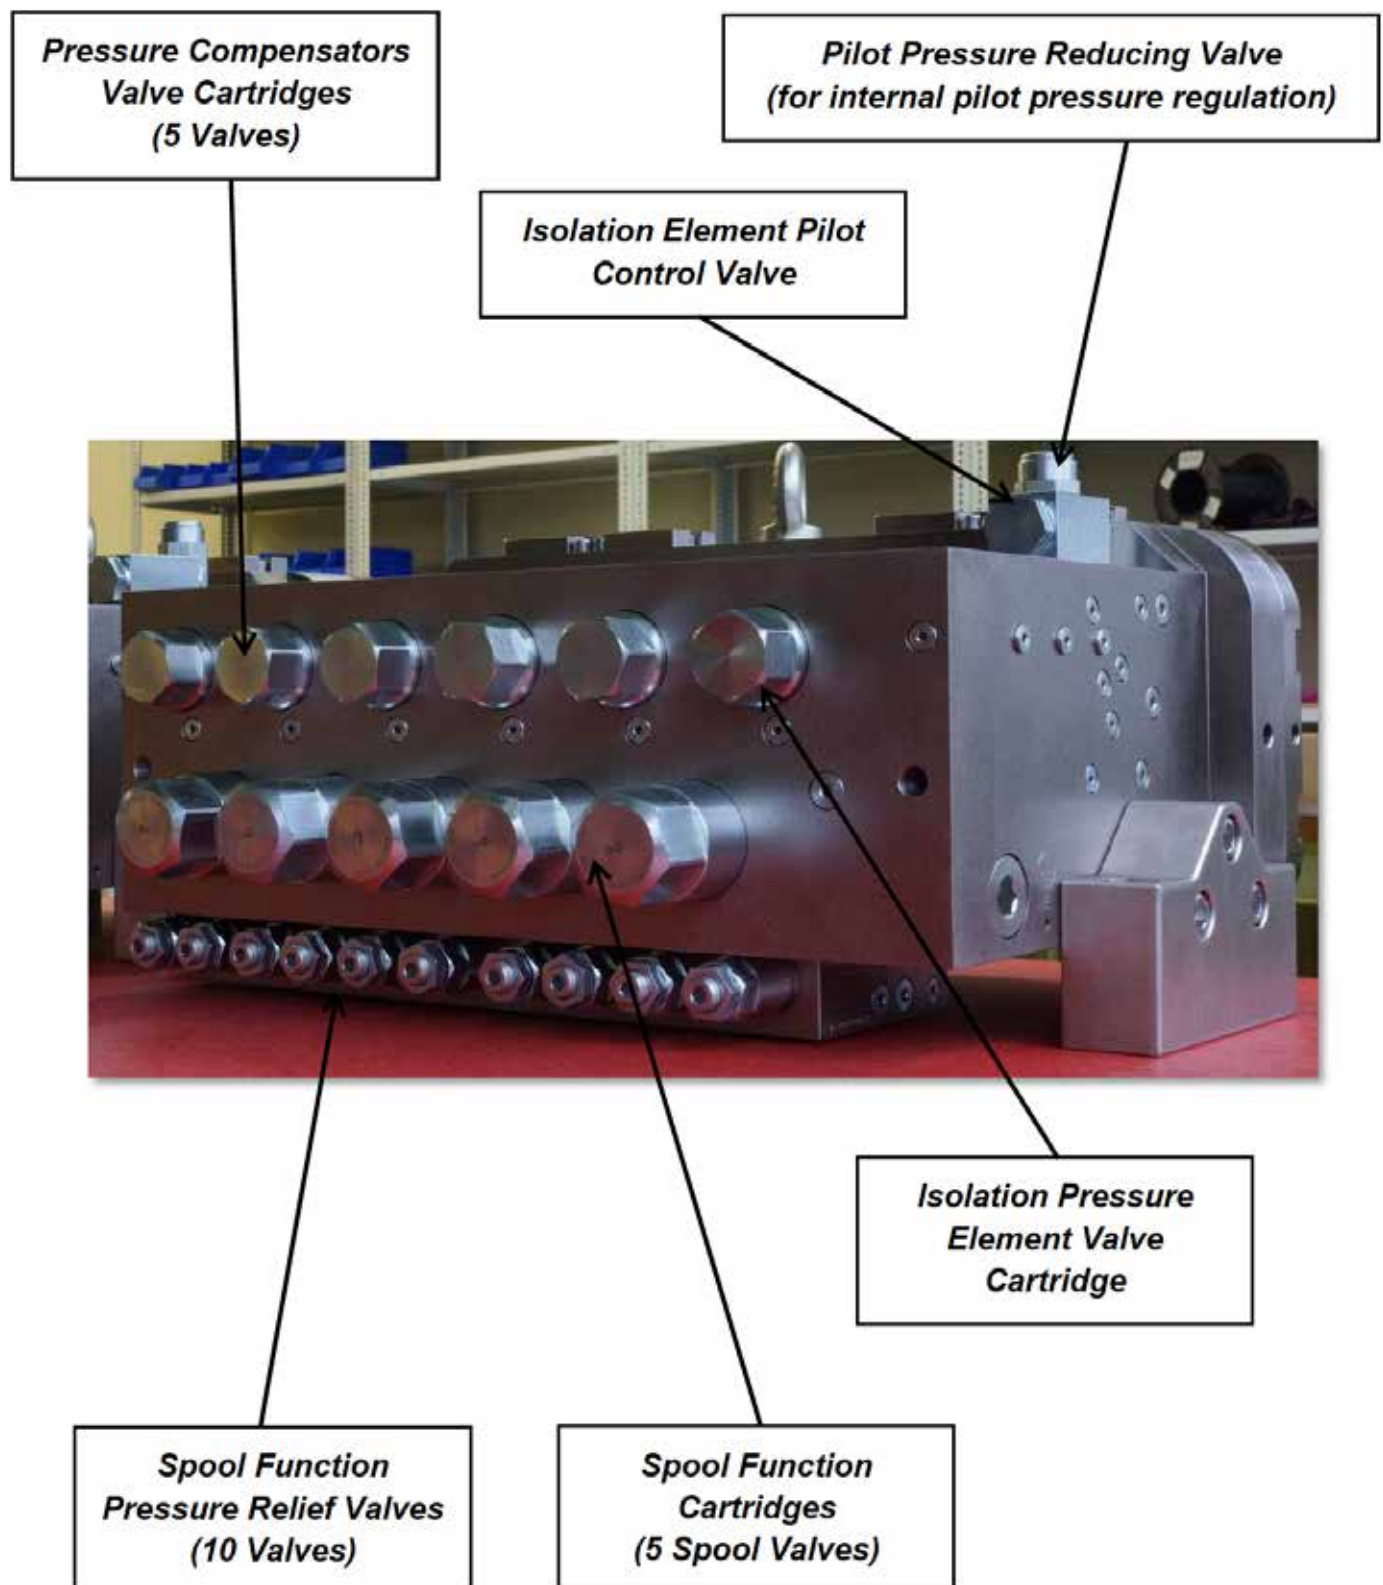 Pressure Compensators
Valve Cartridges
(5 Valves)
Pilot Pressure Reducing Valve
(for internal pilot pressure regulation)
Isolation Element Pilot
Control Valve
Isolation Pressure
Element Valve
Cartridge
Spool Function
Pressure Relief Valves
(10 Valves)
Spool Function
Cartridges
(5 Spool Valves)